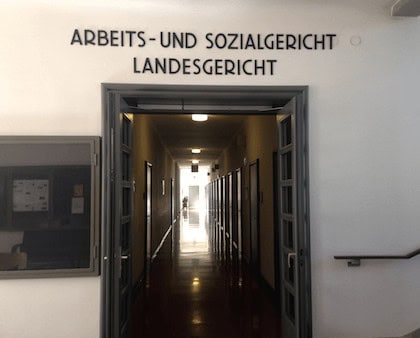 ARBEITS-UND SOZIALGERICHT
LANDESGERICHT